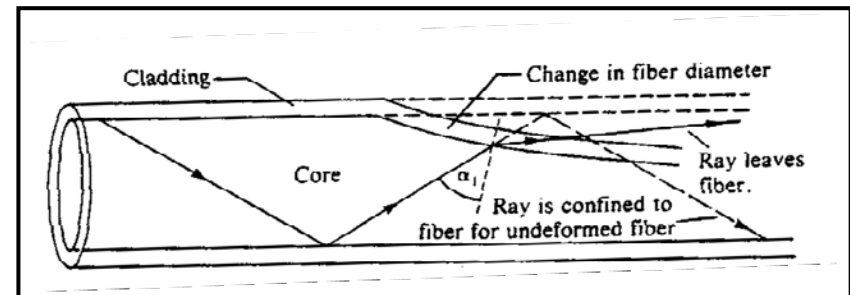 Cladding
Change in fiber diameter
Core
α₁
Ray leaves
fiber.
Ray is confined to
fiber for undeformed fiber